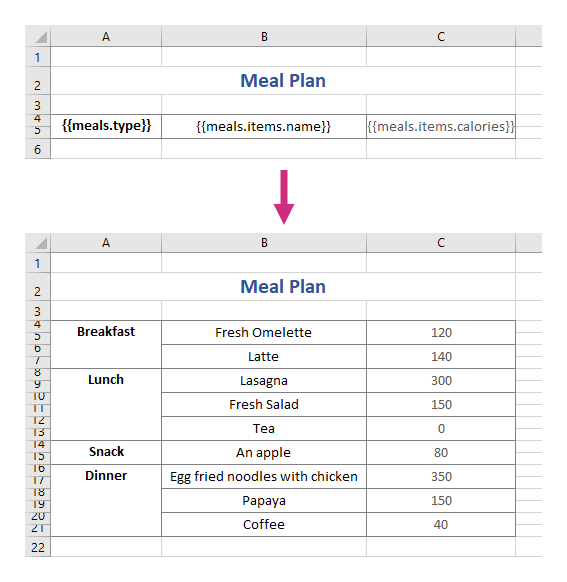 A B C
1
2 Meal Plan
3
4
5 {{meals.type}} {{meals.items.name}} {{meals.items.calories}}
6
A B C
1
2 Meal Plan
3
4
5 Breakfast Fresh Omelette 120
6
7 Latte 140
8
9 Lunch Lasagna 300
10
11 Fresh Salad 150
12
13 Tea 0
14
15 Snack An apple 80
16
17 Dinner Egg fried noodles with chicken 350
18
19 Papaya 150
20
21 Coffee 40
22